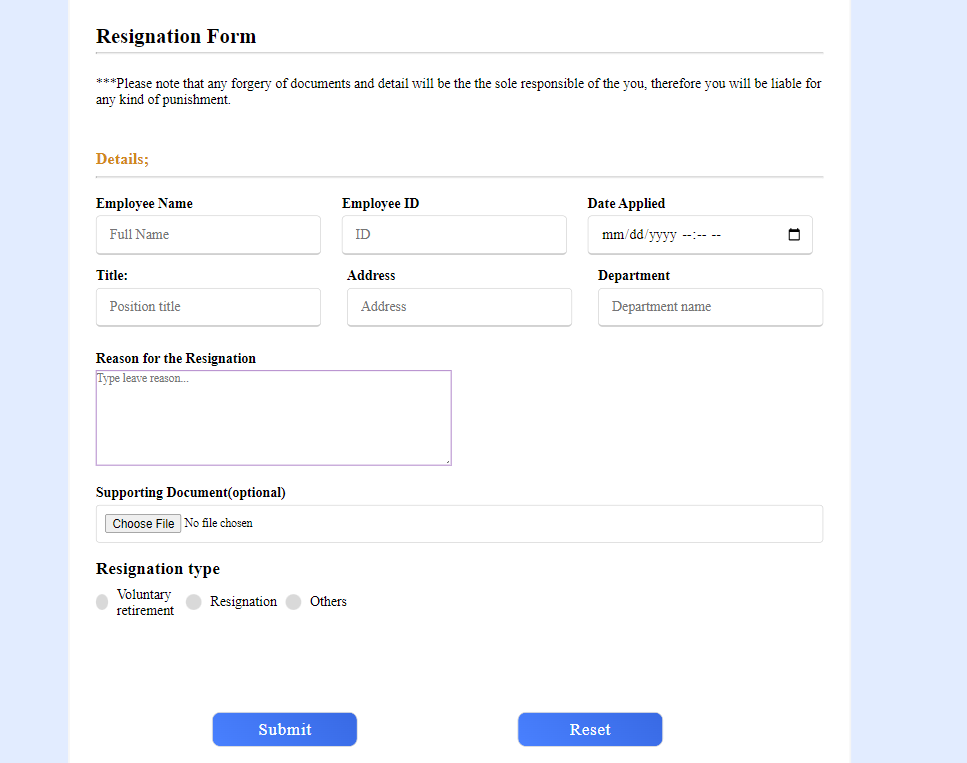 Resignation Form
***Please note that any forgery of documents and detail will be the the sole responsible of the you, therefore you will be liable for
any kind of punishment.
Details;
Employee Name Employee ID Date Applied
Full Name ID mm/dd/yyyy --:-- --
Title: Address Department
Position title Address Department name
Reason for the Resignation
Type leave reason...
Supporting Document(optional)
Choose File No file chosen
Resignation type
Voluntary
retirement Resignation Others
Submit Reset